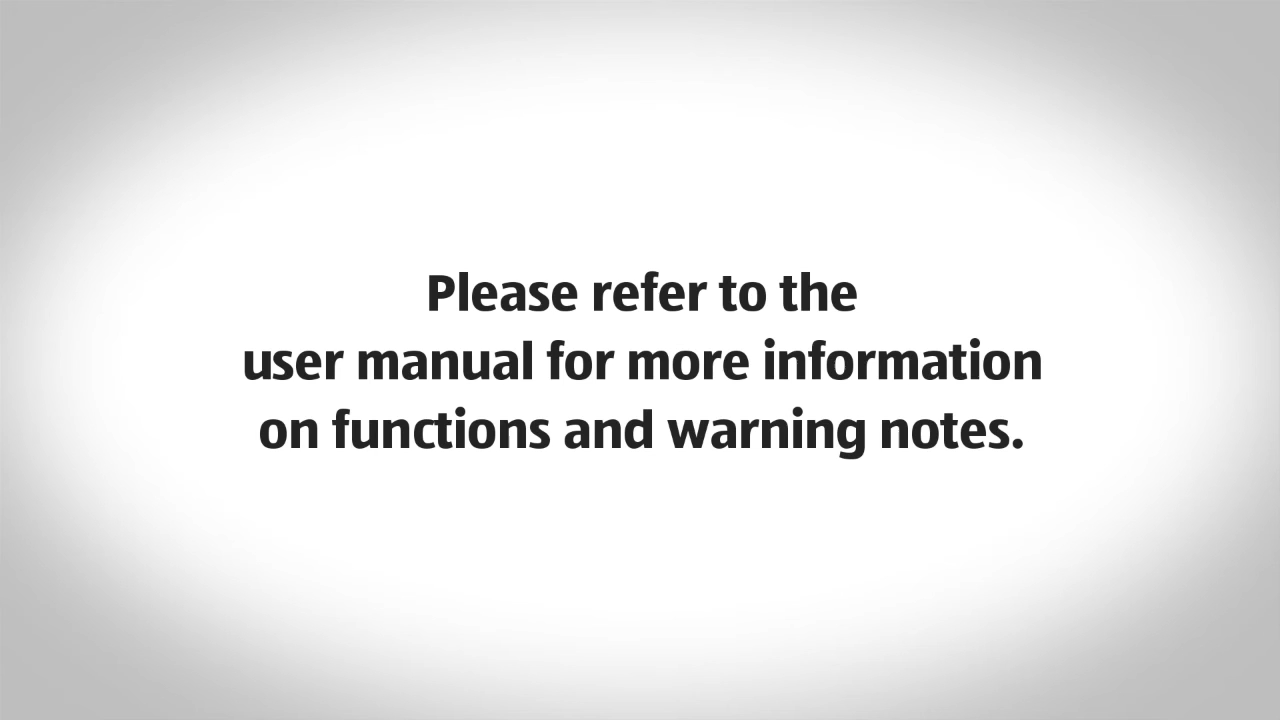 Please refer to the
user manual for more information
on functions and warning notes.